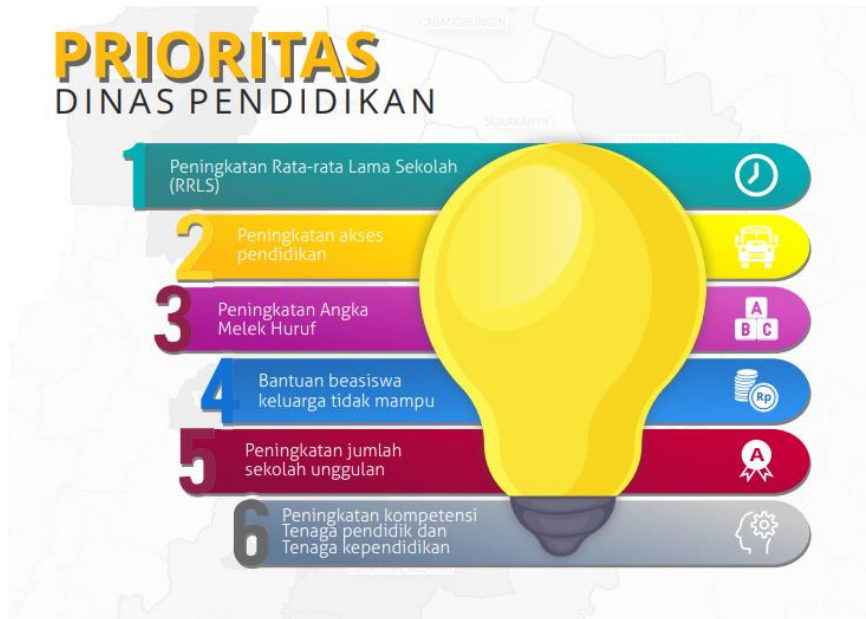 CABANGBUNGIN
PRIORITAS
DINAS PENDIDIKAN
SUKAKARYA
1
Peningkatan Rata-rata Lama Sekolah
(RRLS)
2
Peningkatan akses
pendidikan
3
Peningkatan Angka
Melek Huruf
A
B C
4
Bantuan beasiswa
keluarga tidak mampu
Rp
5
Peningkatan jumlah
sekolah unggulan
A
6
Peningkatan kompetensi
Tenaga pendidik dan
Tenaga kependidikan